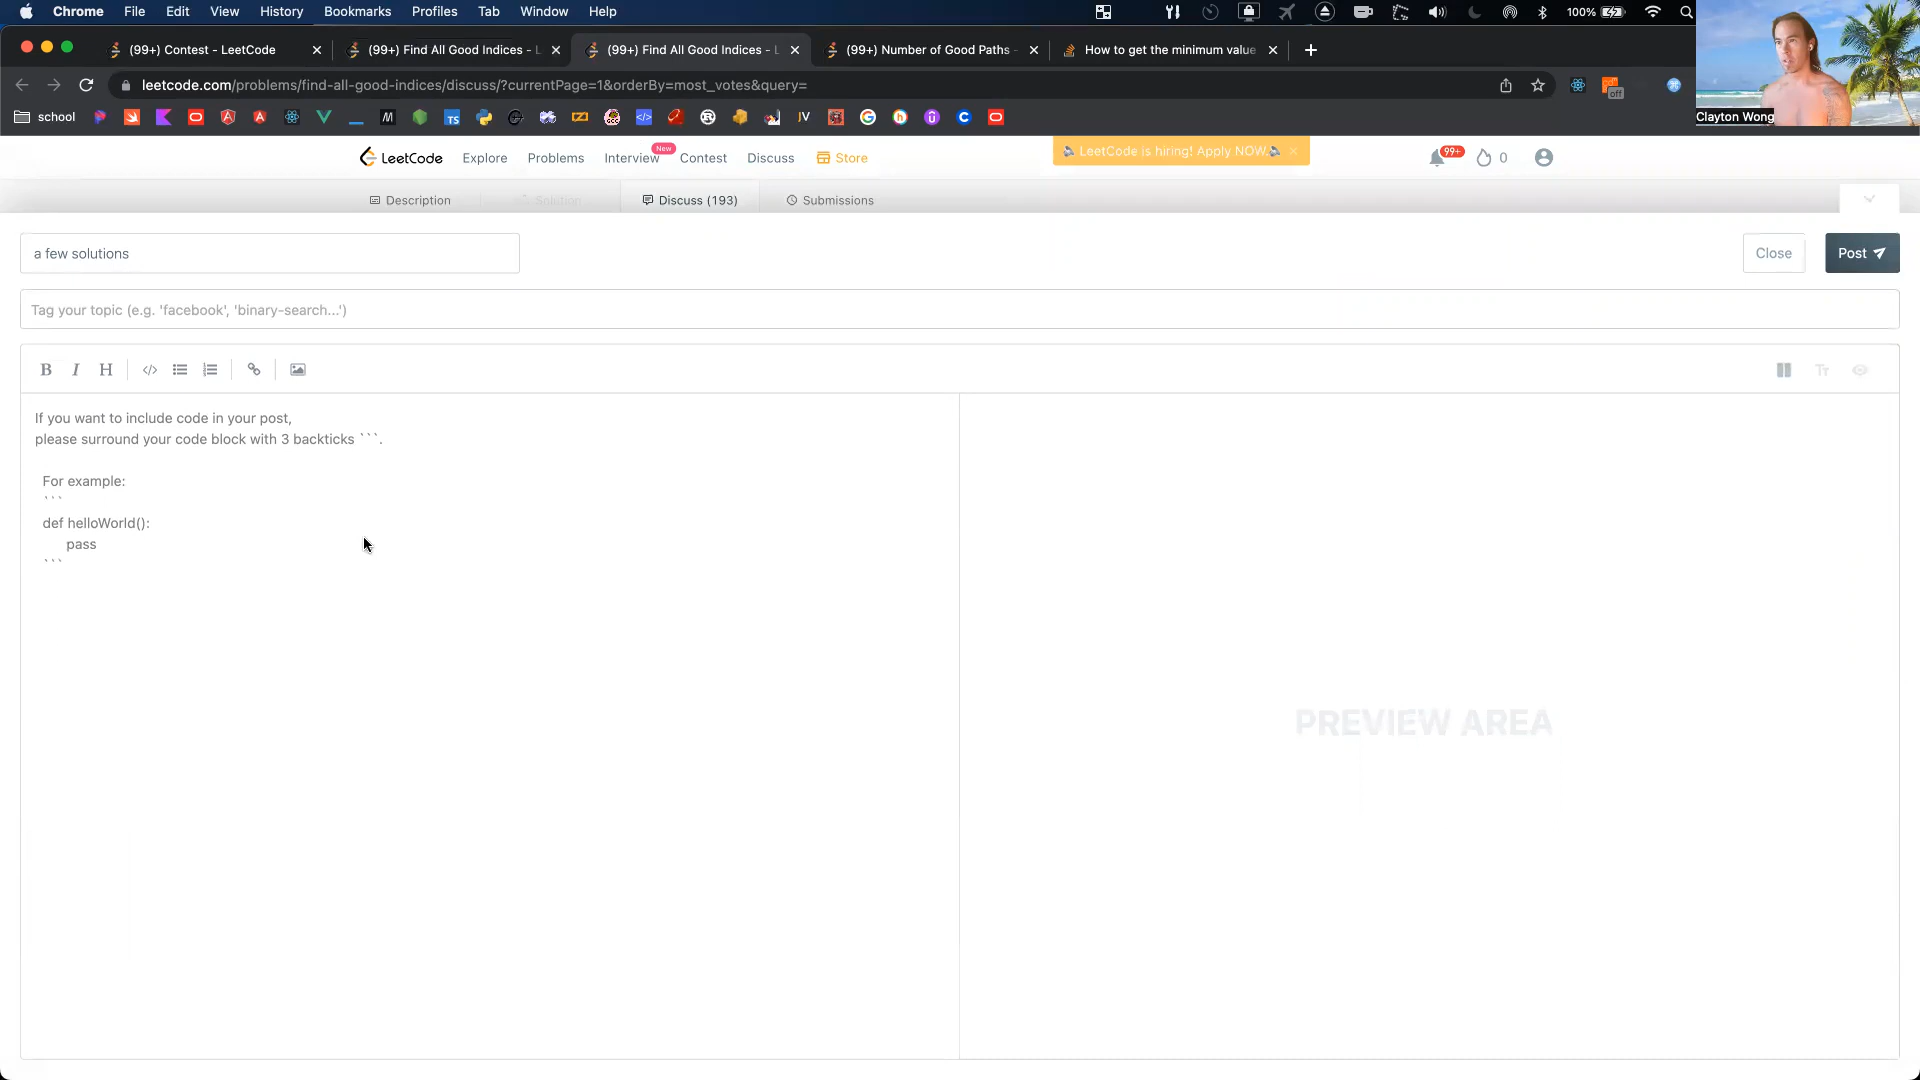 Chrome File Edit View History Bookmarks Profiles Tab Window Help 100%
(99+) Contest - LeetCode
(99+) Find All Good Indices - L
(99+) Find All Good Indices - L
(99+) Number of Good Paths -
How to get the minimum value
leetcode.com/problems/find-all-good-indices/discuss/?currentPage=1&orderBy=most_votes&query=
off
school
Clayton Wong
LeetCode Explore Problems Interview New Contest Discuss Store
LeetCode is hiring! Apply NOW
99+ 0
Description Solution Discuss (193) Submissions
a few solutions
Close Post
Tag your topic (e.g. 'facebook', 'binary-search...')
B I H </> Tr
If you want to include code in your post,
please surround your code block with 3 backticks ```.
For example:
```
def helloWorld():
pass
```
PREVIEW AREA